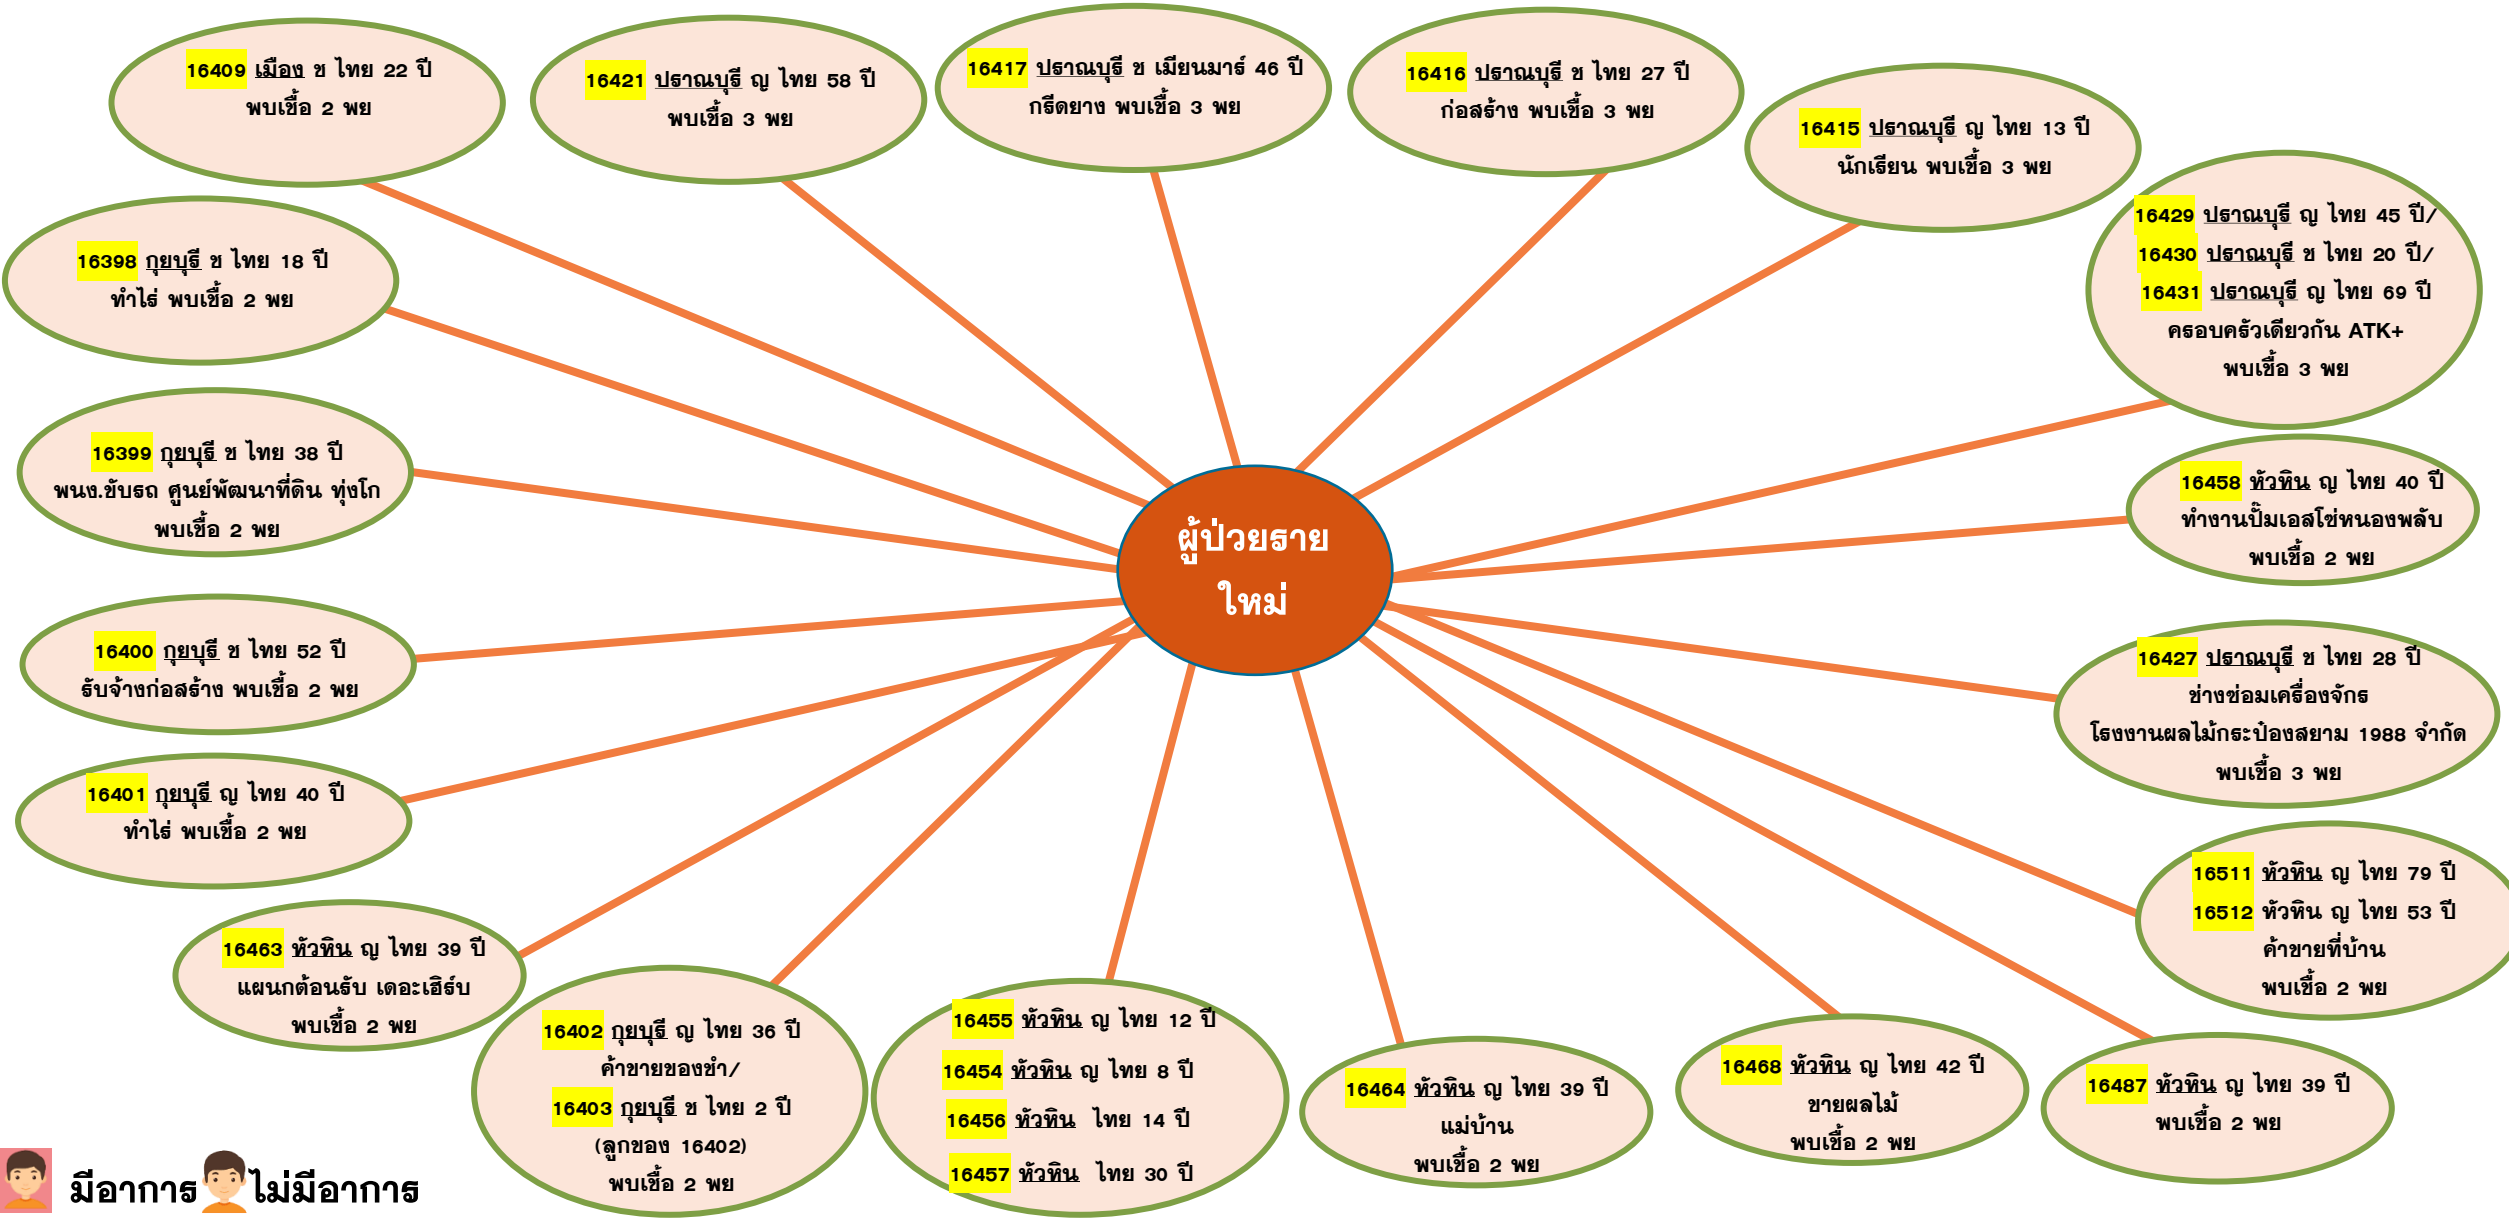 16409 เมือง ช ไทย 22 ปี
พบเชื้อ 2 พย
16421 ปราณบุรี ญ ไทย 58 ปี
พบเชื้อ 3 พย
16417 ปราณบุรี ช เมียนมาร์ 46 ปี
กรีดยาง พบเชื้อ 3 พย
16416 ปราณบุรี ช ไทย 27 ปี
ก่อสร้าง พบเชื้อ 3 พย
16415 ปราณบุรี ญ ไทย 13 ปี
นักเรียน พบเชื้อ 3 พย
16429 ปราณบุรี ญ ไทย 45 ปี/
16430 ปราณบุรี ช ไทย 20 ปี/
16431 ปราณบุรี ญ ไทย 69 ปี
ครอบครัวเดียวกัน ATK+
พบเชื้อ 3 พย
16398 กุยบุรี ช ไทย 18 ปี
ทำไร่ พบเชื้อ 2 พย
16399 กุยบุรี ช ไทย 38 ปี
พนง.ขับรถ ศูนย์พัฒนาที่ดิน ทุ่งโก
พบเชื้อ 2 พย
16458 หัวหิน ญ ไทย 40 ปี
ทำงานปั๊มเอสโซ่หนองพลับ
พบเชื้อ 2 พย
ผู้ป่วยราย
ใหม่
16400 กุยบุรี ช ไทย 52 ปี
รับจ้างก่อสร้าง พบเชื้อ 2 พย
16427 ปราณบุรี ช ไทย 28 ปี
ช่างซ่อมเครื่องจักร
โรงงานผลไม้กระป๋องสยาม 1988 จำกัด
พบเชื้อ 3 พย
16401 กุยบุรี ญ ไทย 40 ปี
ทำไร่ พบเชื้อ 2 พย
16511 หัวหิน ญ ไทย 79 ปี
16512 หัวหิน ญ ไทย 53 ปี
ค้าขายที่บ้าน
พบเชื้อ 2 พย
16463 หัวหิน ญ ไทย 39 ปี
แผนกต้อนรับ เดอะเฮิร์บ
พบเชื้อ 2 พย
16402 กุยบุรี ญ ไทย 36 ปี
ค้าขายของชำ/
16403 กุยบุรี ช ไทย 2 ปี
(ลูกของ 16402)
พบเชื้อ 2 พย
16455 หัวหิน ญ ไทย 12 ปี
16454 หัวหิน ญ ไทย 8 ปี
16456 หัวหิน ไทย 14 ปี
16457 หัวหิน ไทย 30 ปี
16464 หัวหิน ญ ไทย 39 ปี
แม่บ้าน
พบเชื้อ 2 พย
16468 หัวหิน ญ ไทย 42 ปี
ขายผลไม้
พบเชื้อ 2 พย
16487 หัวหิน ญ ไทย 39 ปี
พบเชื้อ 2 พย
มีอาการ ไม่มีอาการ